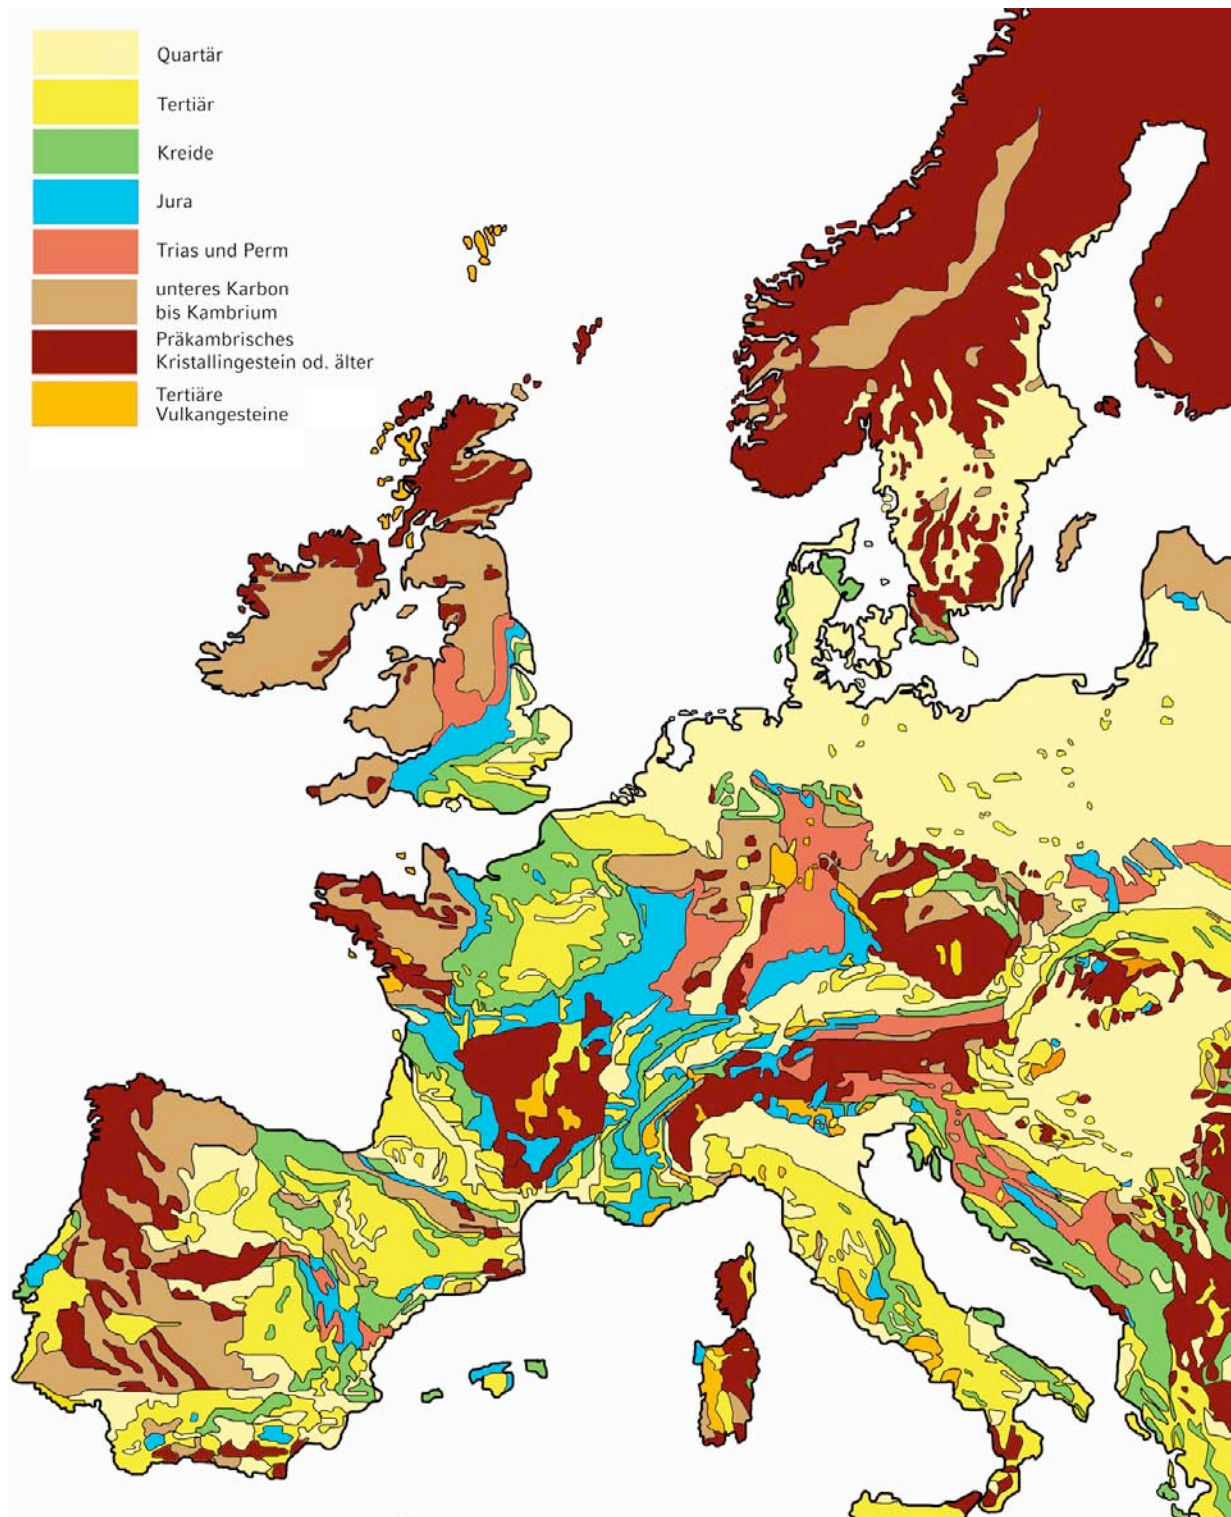 Quartär
Tertiär
Kreide
Jura
Trias und Perm
unteres Karbon
bis Kambrium
Präkambrisches
Kristallingestein od. älter
Tertiäre
Vulkangesteine